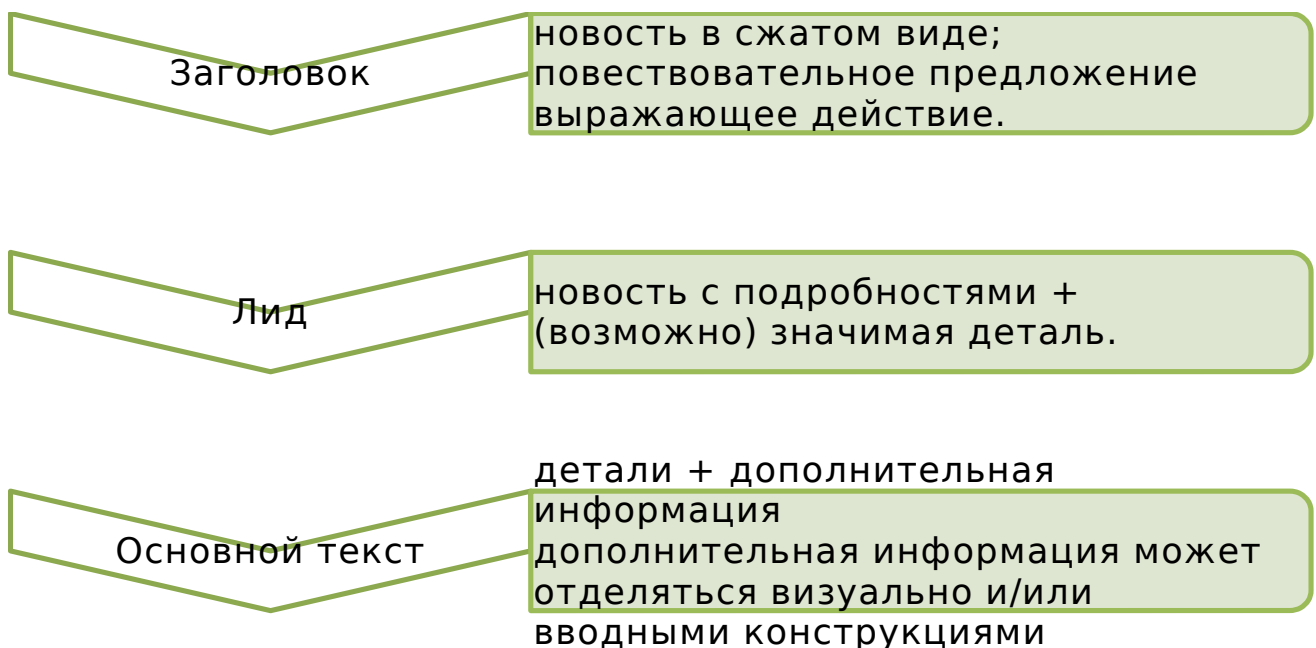 Заголовок
новость в сжатом виде;
повествовательное предложение
выражающее действие.
Лид
новость с подробностями +
(возможно) значимая деталь.
Основной текст
детали + дополнительная
информация
дополнительная информация может
отделяться визуально и/или
вводными конструкциями